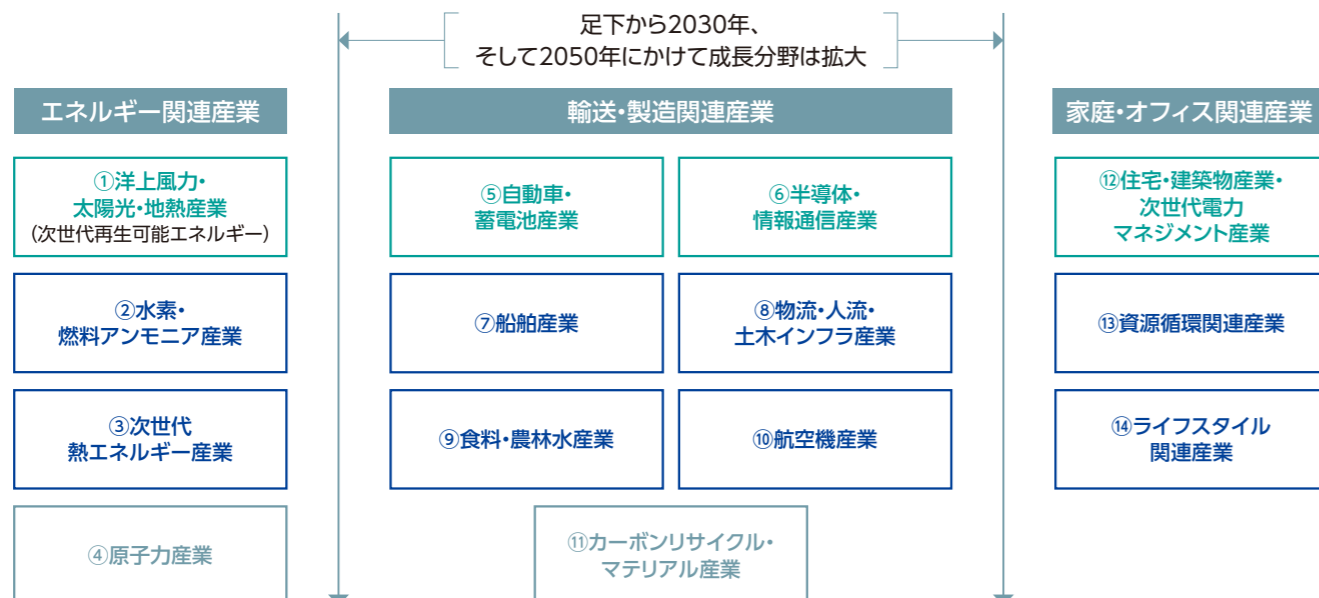 足下から2030年、
そして2050年にかけて成長分野は拡大
エネルギー関連産業
輸送・製造関連産業
家庭・オフィス関連産業
①洋上風力・
太陽光・地熱産業
(次世代再生可能エネルギー)
②水素・
燃料アンモニア産業
③次世代
熱エネルギー産業
④原子力産業
⑤自動車・
蓄電池産業
⑥半導体・
情報通信産業
⑦船舶産業
⑧物流・人流・
土木インフラ産業
⑨食料・農林水産業
⑩航空機産業
⑪カーボンリサイクル・
マテリアル産業
⑫住宅・建築物産業・
次世代電力
マネジメント産業
⑬資源循環関連産業
⑭ライフスタイル
関連産業